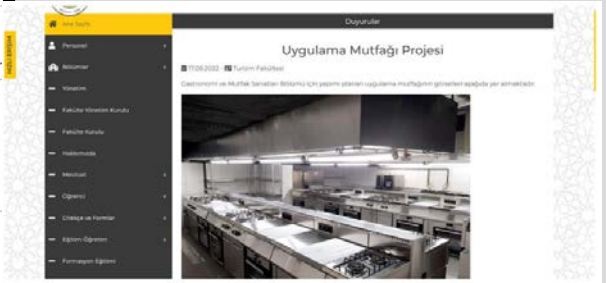 Ana Sayfa
Personel
Bölümler
Yönetim
Fakülte Yönetim Kurulu
Fakülte Kurulu
Hakkımızda
Mevzuat
Öğrenci
Dilekçe ve Formlar
Eğitim Öğretim
Formasyon Eğitimi
Duyurular
Uygulama Mutfağı Projesi
17.05.2022 - Turizm Fakültesi
Gastronomi ve Mutfak Sanatları Bölümü için yapımı planan uygulama mutfağının görselleri aşağıda yer almaktadır.